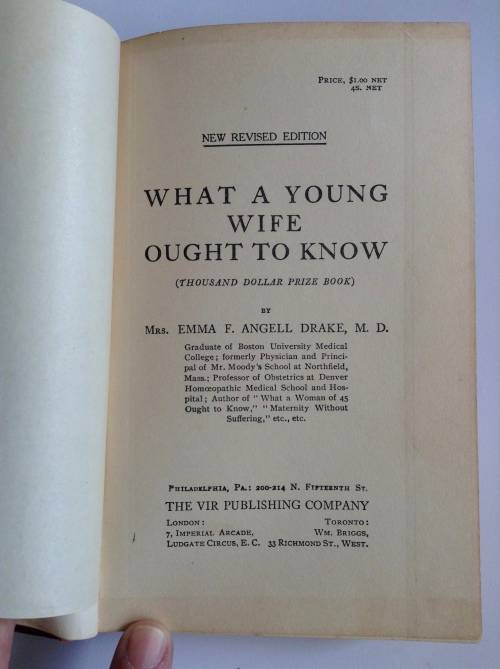 PRICE, $1.00 NET
4S. NET
NEW REVISED EDITION
WHAT A YOUNG
WIFE
OUGHT TO KNOW
(THOUSAND DOLLAR PRIZE BOOK)
BY
MRS. EMMA F. ANGELL DRAKE, M. D.
Graduate of Boston University Medical
College; formerly Physician and Princi-
pal of Mr. Moody's School at Northfield,
Mass.; Professor of Obstetrics at Denver
Homœopathic Medical School and Hos-
pital; Author of "What a Woman of 45
Ought to Know," "Maternity Without
Suffering," etc., etc.
PHILADELPHIA, PA.: 200-214 N. FIFTEENTH ST.
THE VIR PUBLISHING COMPANY
LONDON: TORONTO:
7, IMPERIAL ARCADE, WM. BRIGGS,
LUDGATE CIRCUS, E. C. 33 RICHMOND ST., WEST.